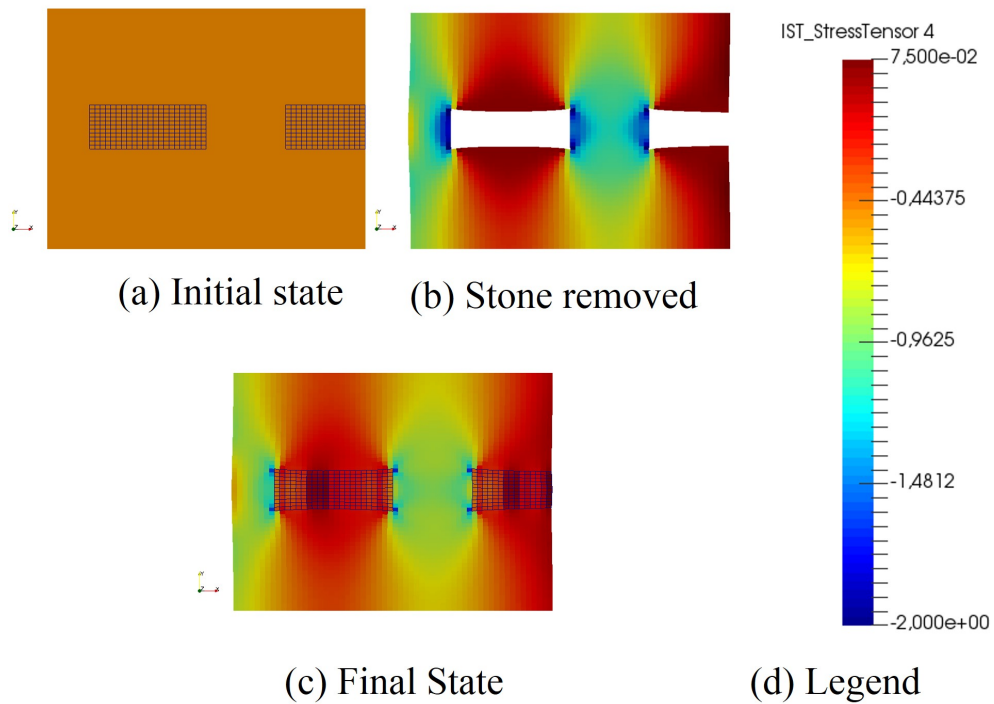 IST_StressTensor 4
7,500e-02
-0,44375
-0,9625
-1,4812
-2,000e+00
(a) Initial state
(b) Stone removed
(c) Final State
(d) Legend